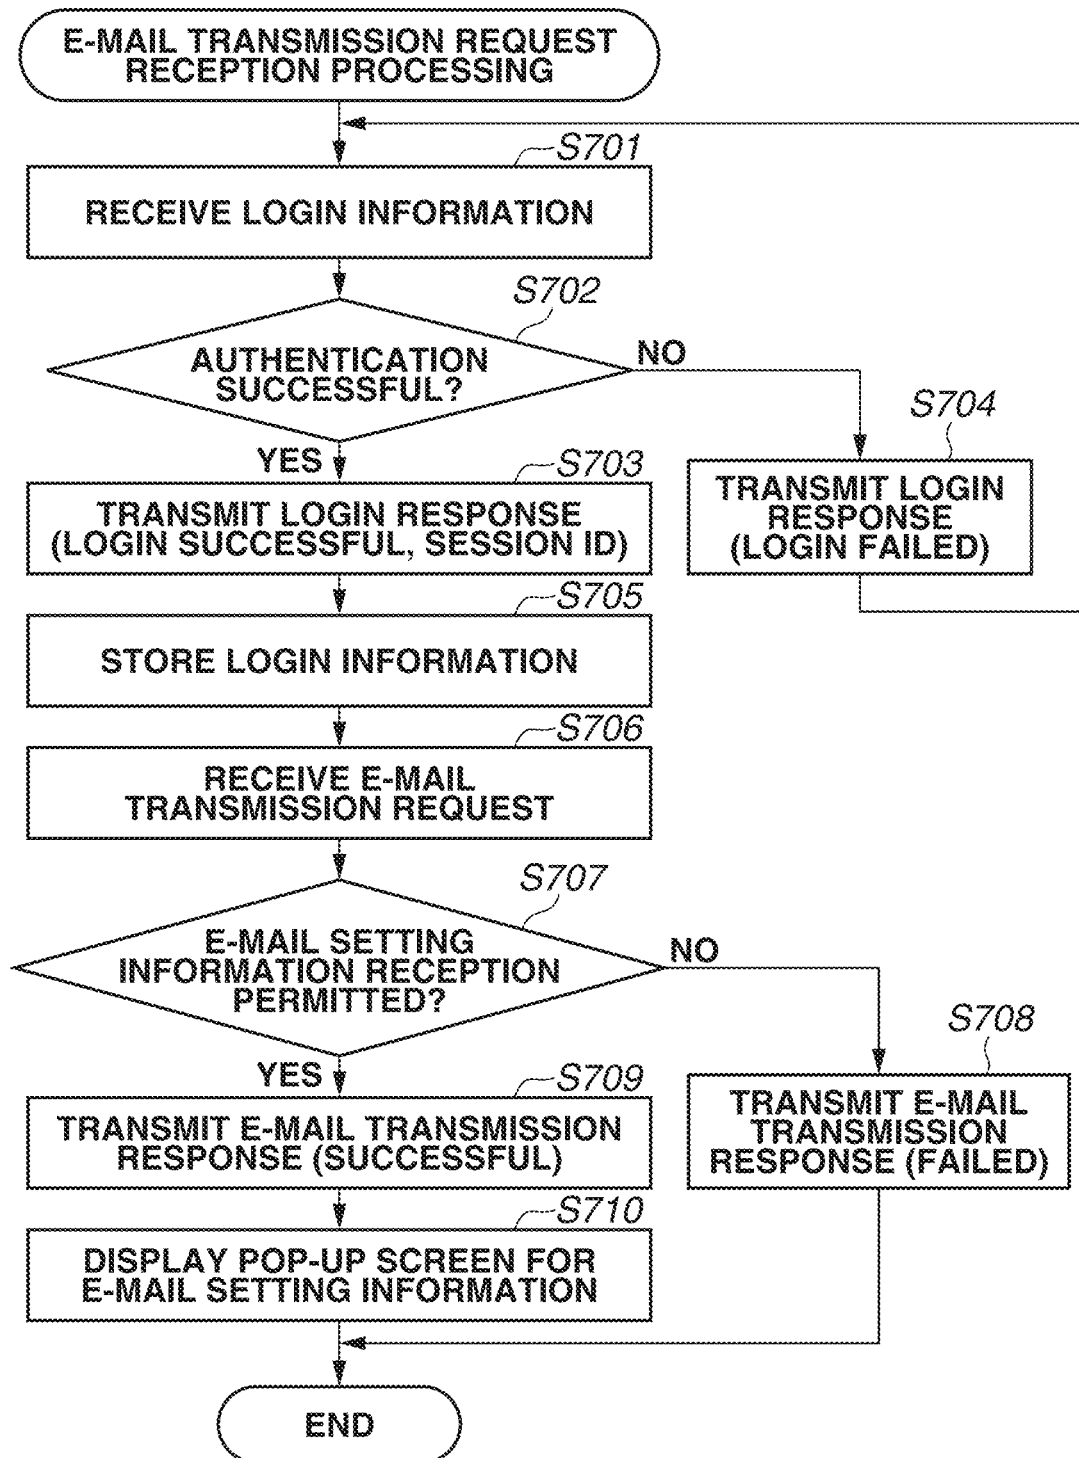 E-MAIL TRANSMISSION REQUEST
RECEPTION PROCESSING
S701
RECEIVE LOGIN INFORMATION
S702
AUTHENTICATION
SUCCESSFUL?
NO
YES
S703
TRANSMIT LOGIN RESPONSE
(LOGIN SUCCESSFUL, SESSION ID)
S704
TRANSMIT LOGIN
RESPONSE
(LOGIN FAILED)
S705
STORE LOGIN INFORMATION
S706
RECEIVE E-MAIL
TRANSMISSION REQUEST
S707
E-MAIL SETTING
INFORMATION RECEPTION
PERMITTED?
NO
YES
S708
TRANSMIT E-MAIL
TRANSMISSION
RESPONSE (FAILED)
S709
TRANSMIT E-MAIL TRANSMISSION
RESPONSE (SUCCESSFUL)
S710
DISPLAY POP-UP SCREEN FOR
E-MAIL SETTING INFORMATION
END